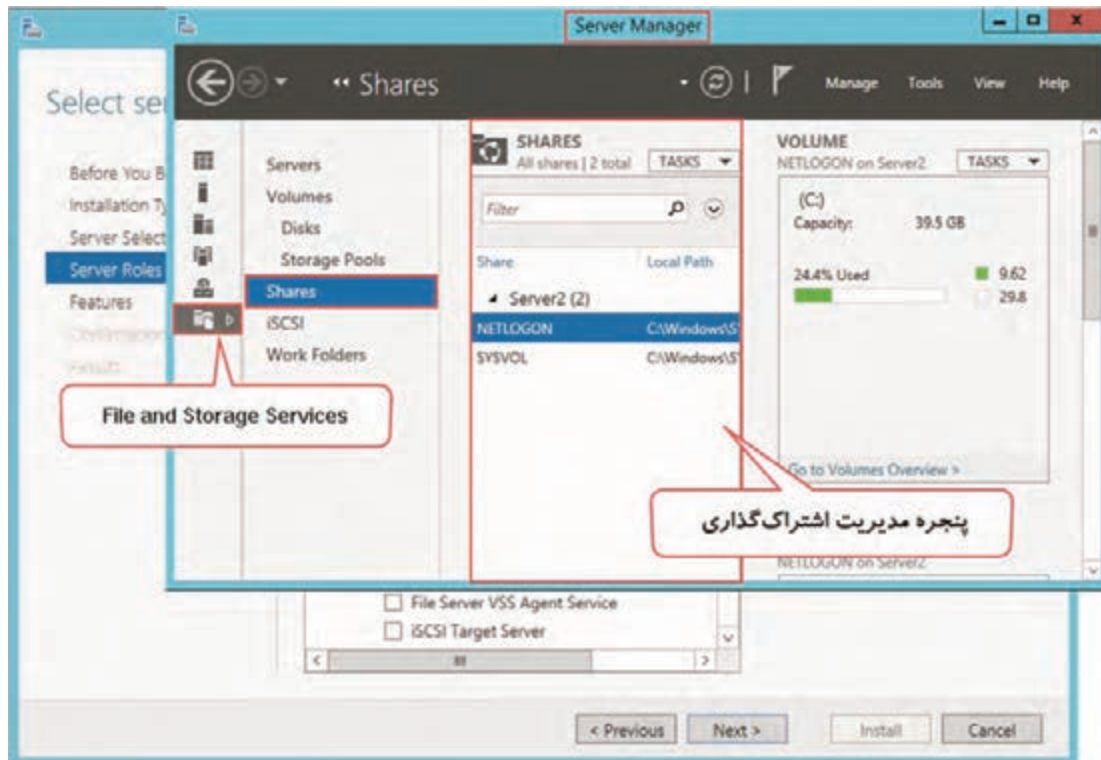 Server Manager
Shares
Manage Tools View Help
Select ser
Before You B
Installation Ty
Server Select
Server Roles
Features
Servers
Volumes
Disks
Storage Pools
Shares
iSCSI
Work Folders
File and Storage Services
SHARES
All shares | 2 total
TASKS
Filter
Share Local Path
Server2 (2)
NETLOGON C:\Windows\S
SYSVOL C:\Windows\S
VOLUME
NETLOGON on Server2
TASKS
(C:)
Capacity: 39.5 GB
24.4% Used 9.62
29.8
Go to Volumes Overview >
پنجره مدیریت اشتراک‌گذاری
NETLOGON on Server2
File Server VSS Agent Service
iSCSI Target Server
< Previous Next > Install Cancel